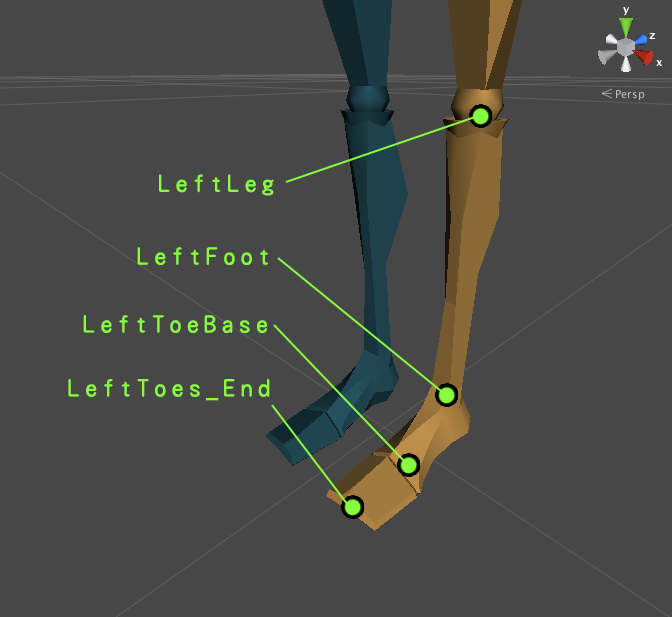 y
z
x
< Persp
LeftLeg
LeftFoot
LeftToeBase
LeftToes_End